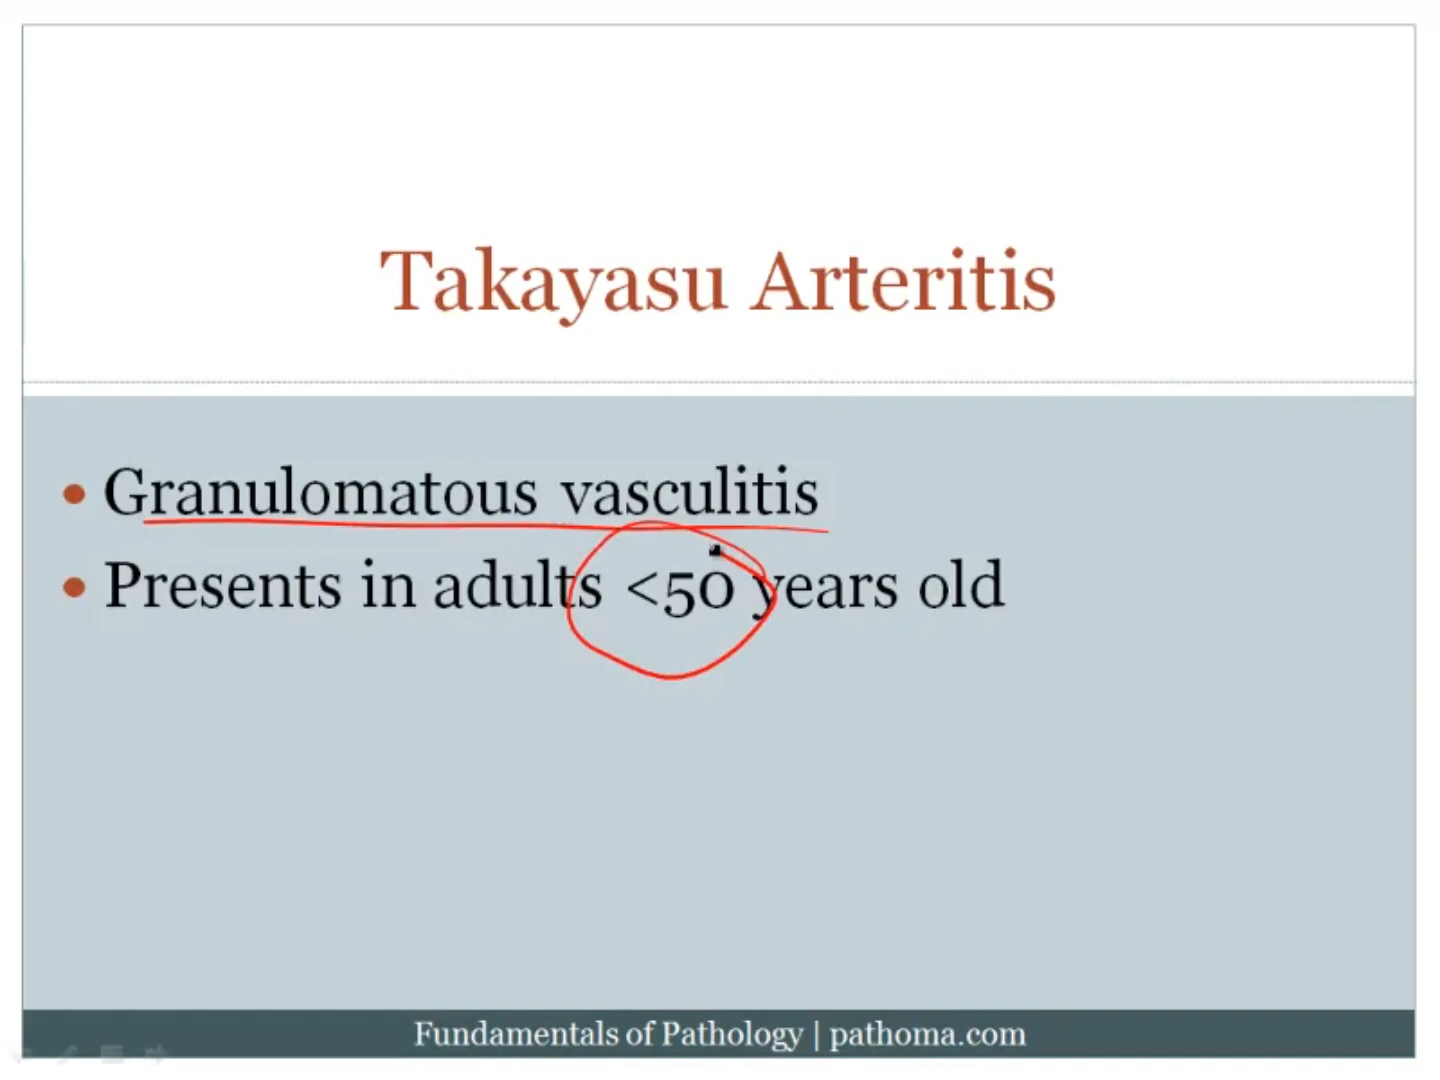 Takayasu Arteritis
• Granulomatous vasculitis
• Presents in adults <50 years old
Fundamentals of Pathology | pathoma.com